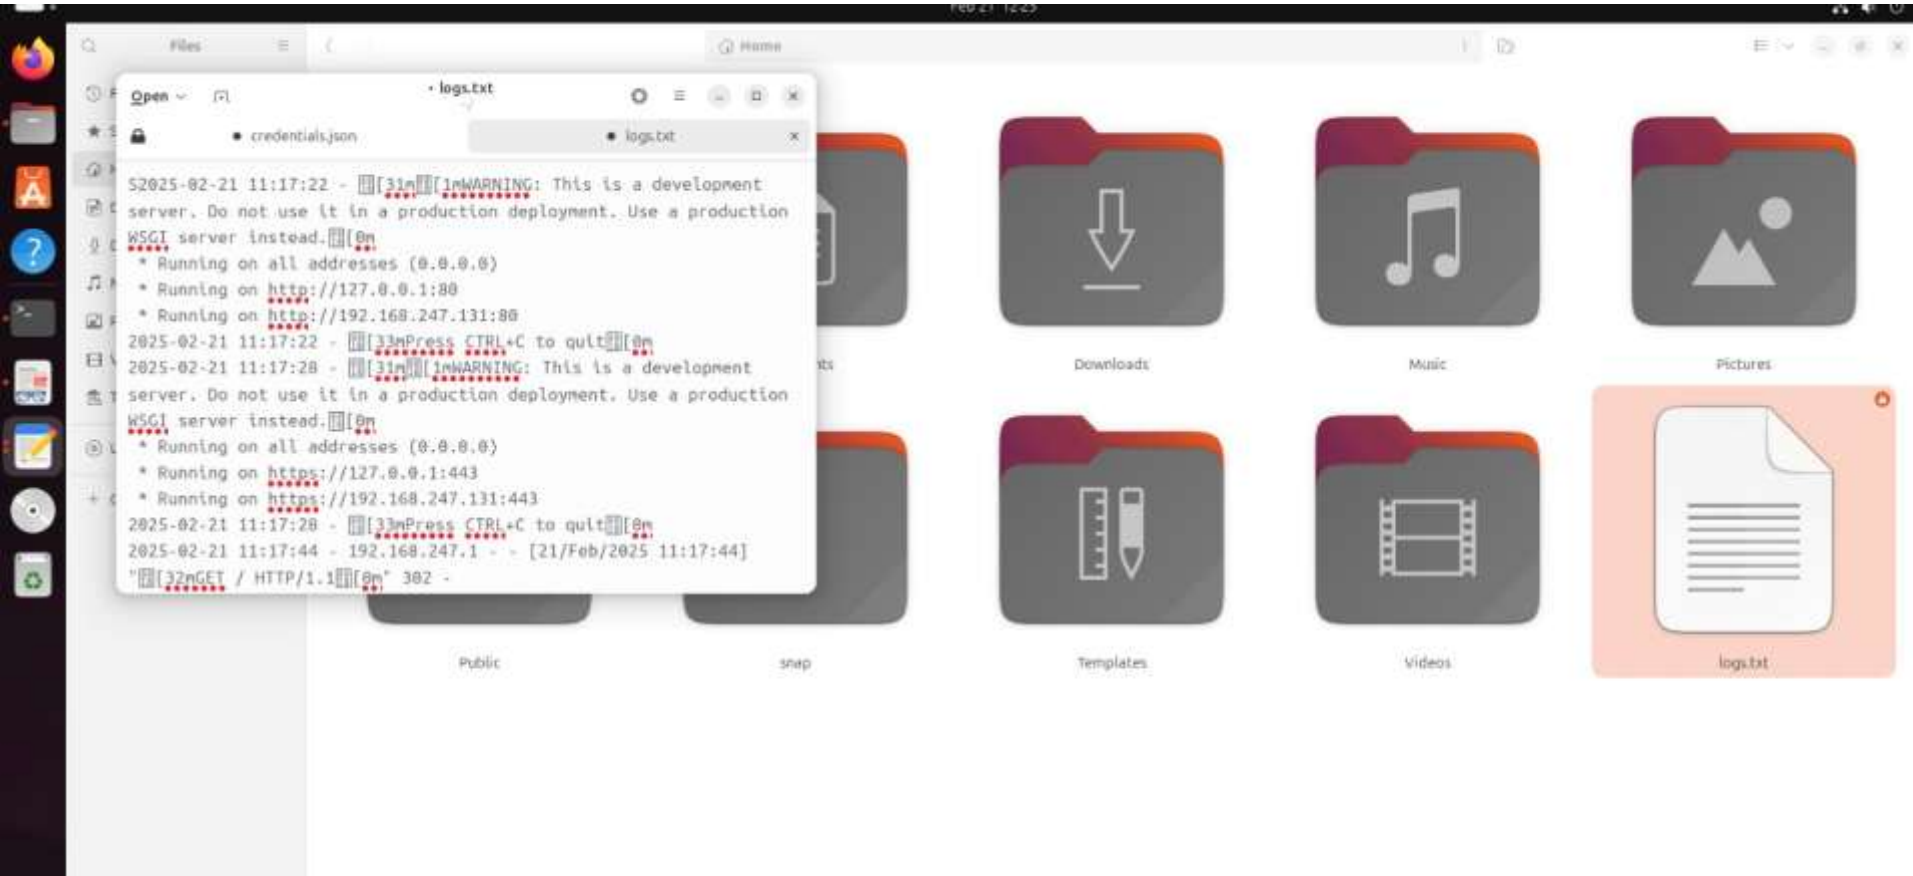 Feb 21 12:25
Files
Home
Open
• logs.txt
~/
• credentials.json
• logs.txt
S2025-02-21 11:17:22 - [31m[1mWARNING: This is a development
server. Do not use it in a production deployment. Use a production
WSGI server instead.[0m
* Running on all addresses (0.0.0.0)
* Running on http://127.0.0.1:80
* Running on http://192.168.247.131:80
2025-02-21 11:17:22 - [33mPress CTRL+C to quit[0m
2025-02-21 11:17:28 - [31m[1mWARNING: This is a development
server. Do not use it in a production deployment. Use a production
WSGI server instead.[0m
* Running on all addresses (0.0.0.0)
* Running on https://127.0.0.1:443
* Running on https://192.168.247.131:443
2025-02-21 11:17:28 - [33mPress CTRL+C to quit[0m
2025-02-21 11:17:44 - 192.168.247.1 - - [21/Feb/2025 11:17:44]
"[32mGET / HTTP/1.1[0m" 302 -
nts
Downloads
Music
Pictures
Public
snap
Templates
Videos
logs.txt